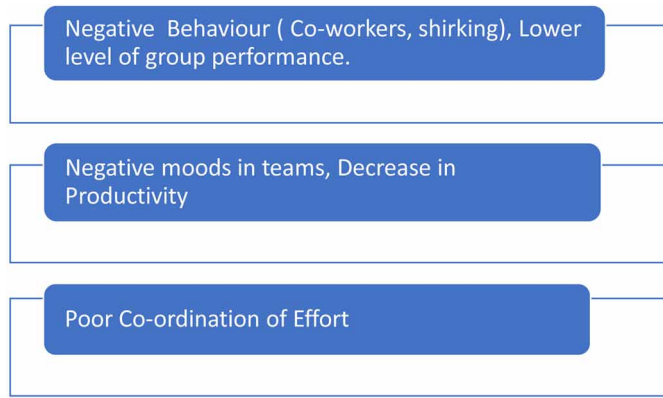 Negative  Behaviour ( Co-workers, shirking), Lower
level of group performance.
Negative moods in teams, Decrease in
Productivity
Poor Co-ordination of Effort